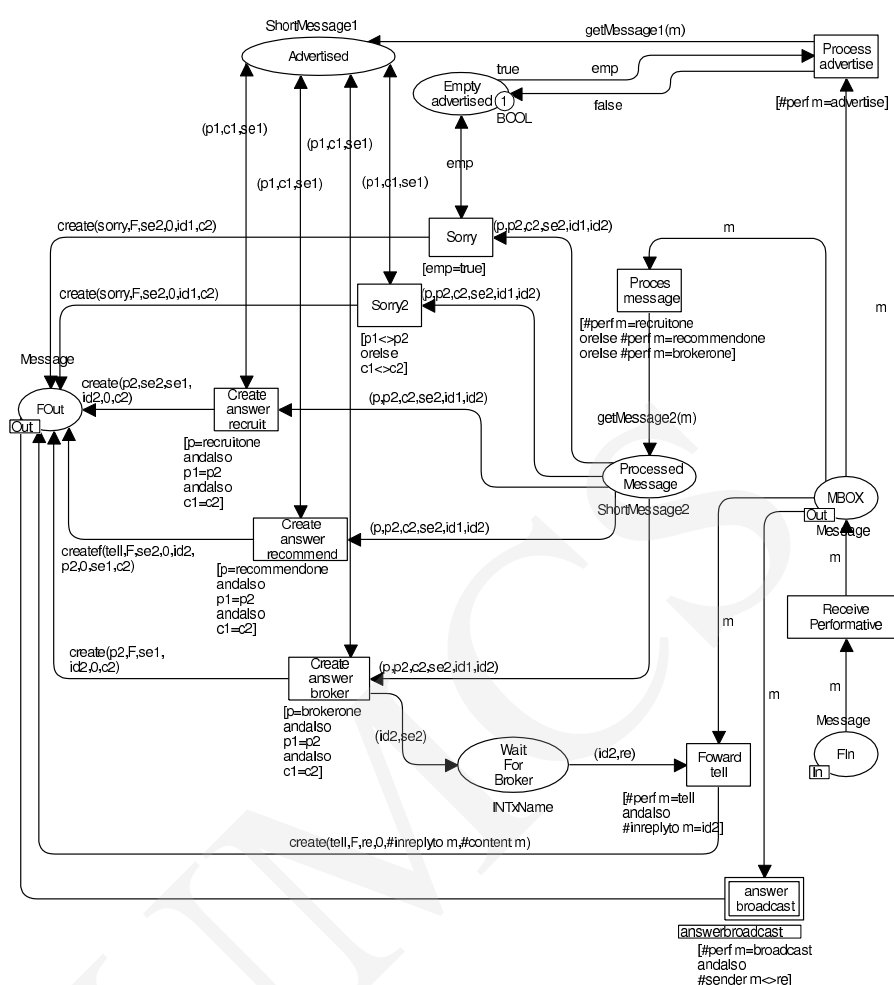 ShortMessage1
Advertised
getMessage1(m)
Process
advertise
[#perf m=advertise]
true
emp
false
Empty
advertised
1
BOOL
(p1,c1,se1)
(p1,c1,se1)
(p1,c1,se1)
(p1,c1,se1)
emp
create(sorry,F,se2,0,id1,c2)
Sorry
(p,p2,c2,se2,id1,id2)
[emp=true]
m
m
Proces
message
[#perf m=recruitone
orelse #perf m=recommendone
orelse #perf m=brokerone]
create(sorry,F,se2,0,id1,c2)
Sorry2
(p,p2,c2,se2,id1,id2)
[p1<>p2
orelse
c1<>c2]
Message
FOut
Out
create(p2,se2,se1,
id2,0,c2)
Create
answer
recruit
(p,p2,c2,se2,id1,id2)
[p=recruitone
andalso
p1=p2
andalso
c1=c2]
getMessage2(m)
Processed
Message
ShortMessage2
MBOX
Out
Message
createf(tell,F,se2,0,id2,
p2,0,se1,c2)
Create
answer
recommend
(p,p2,c2,se2,id1,id2)
[p=recommendone
andalso
p1=p2
andalso
c1=c2]
m
Receive
Performative
m
m
m
create(p2,F,se1,
id2,0,c2)
Create
answer
broker
(p,p2,c2,se2,id1,id2)
[p=brokerone
andalso
p1=p2
andalso
c1=c2]
(id2,se2)
Wait
For
Broker
INTxName
(id2,re)
Foward
tell
[#perf m=tell
andalso
#inreplyto m=id2]
Message
FIn
In
create(tell,F,re,0,#inreplyto m,#content m)
answer
broadcast
answerbroadcast
[#perf m=broadcast
andalso
#sender m<>re]
UMCS